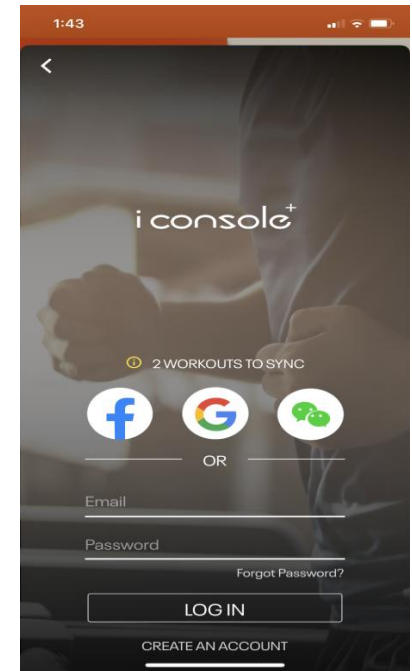 1:43
i console+
2 WORKOUTS TO SYNC
OR
Email
Password
Forgot Password?
LOG IN
CREATE AN ACCOUNT